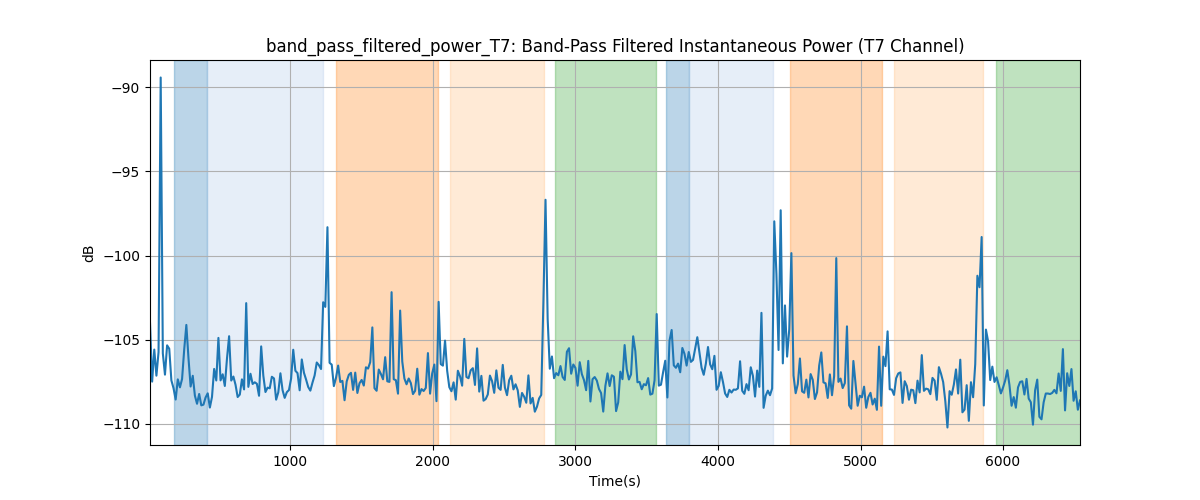 band_pass_filtered_power_T7: Band-Pass Filtered Instantaneous Power (T7 Channel)
−90
−95
−100
−105
−110
dB
1000 2000 3000 4000 5000 6000
Time(s)